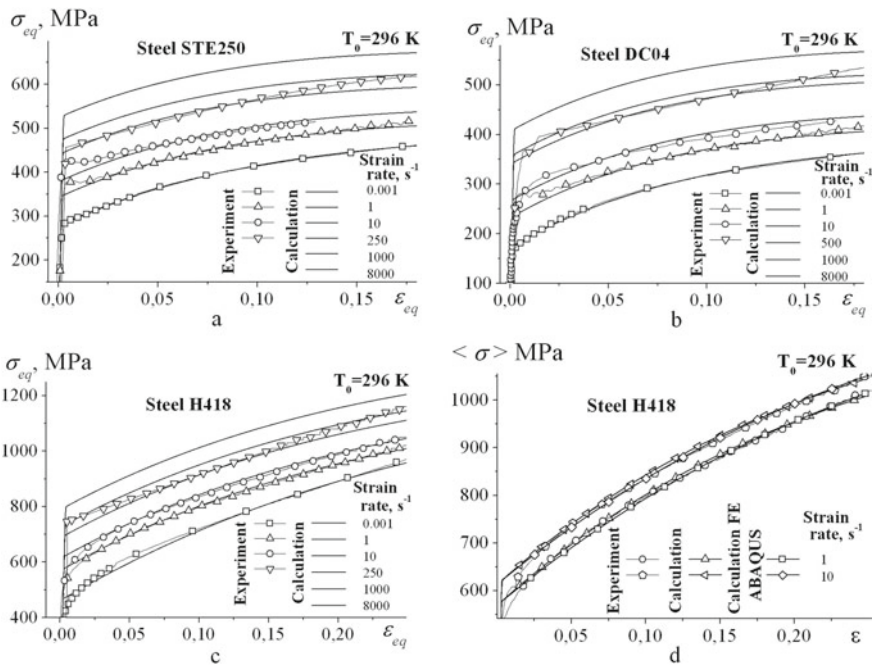 σeq, MPa
Steel STE250
T₀=296 K
600
500
400
300
200
Experiment
Calculation
Strain
rate, s⁻¹
0.001
1
10
250
1000
8000
0,00 0,05 0,10 0,15 εeq
a
σeq, MPa
Steel DC04
T₀=296 K
500
400
300
200
100
Experiment
Calculation
Strain
rate, s⁻¹
0.001
1
10
500
1000
8000
0,00 0,05 0,10 0,15 εeq
b
σeq, MPa
Steel H418
T₀=296 K
1200
1000
800
600
400
Experiment
Calculation
Strain
rate, s⁻¹
0.001
1
10
250
1000
8000
0,00 0,05 0,10 0,15 0,20 εeq
c
< σ > MPa
T₀=296 K
Steel H418
1000
900
800
700
600
Experiment
Calculation
Calculation FE
ABAQUS
Strain
rate, s⁻¹
1
10
0,05 0,10 0,15 0,20 ε
d